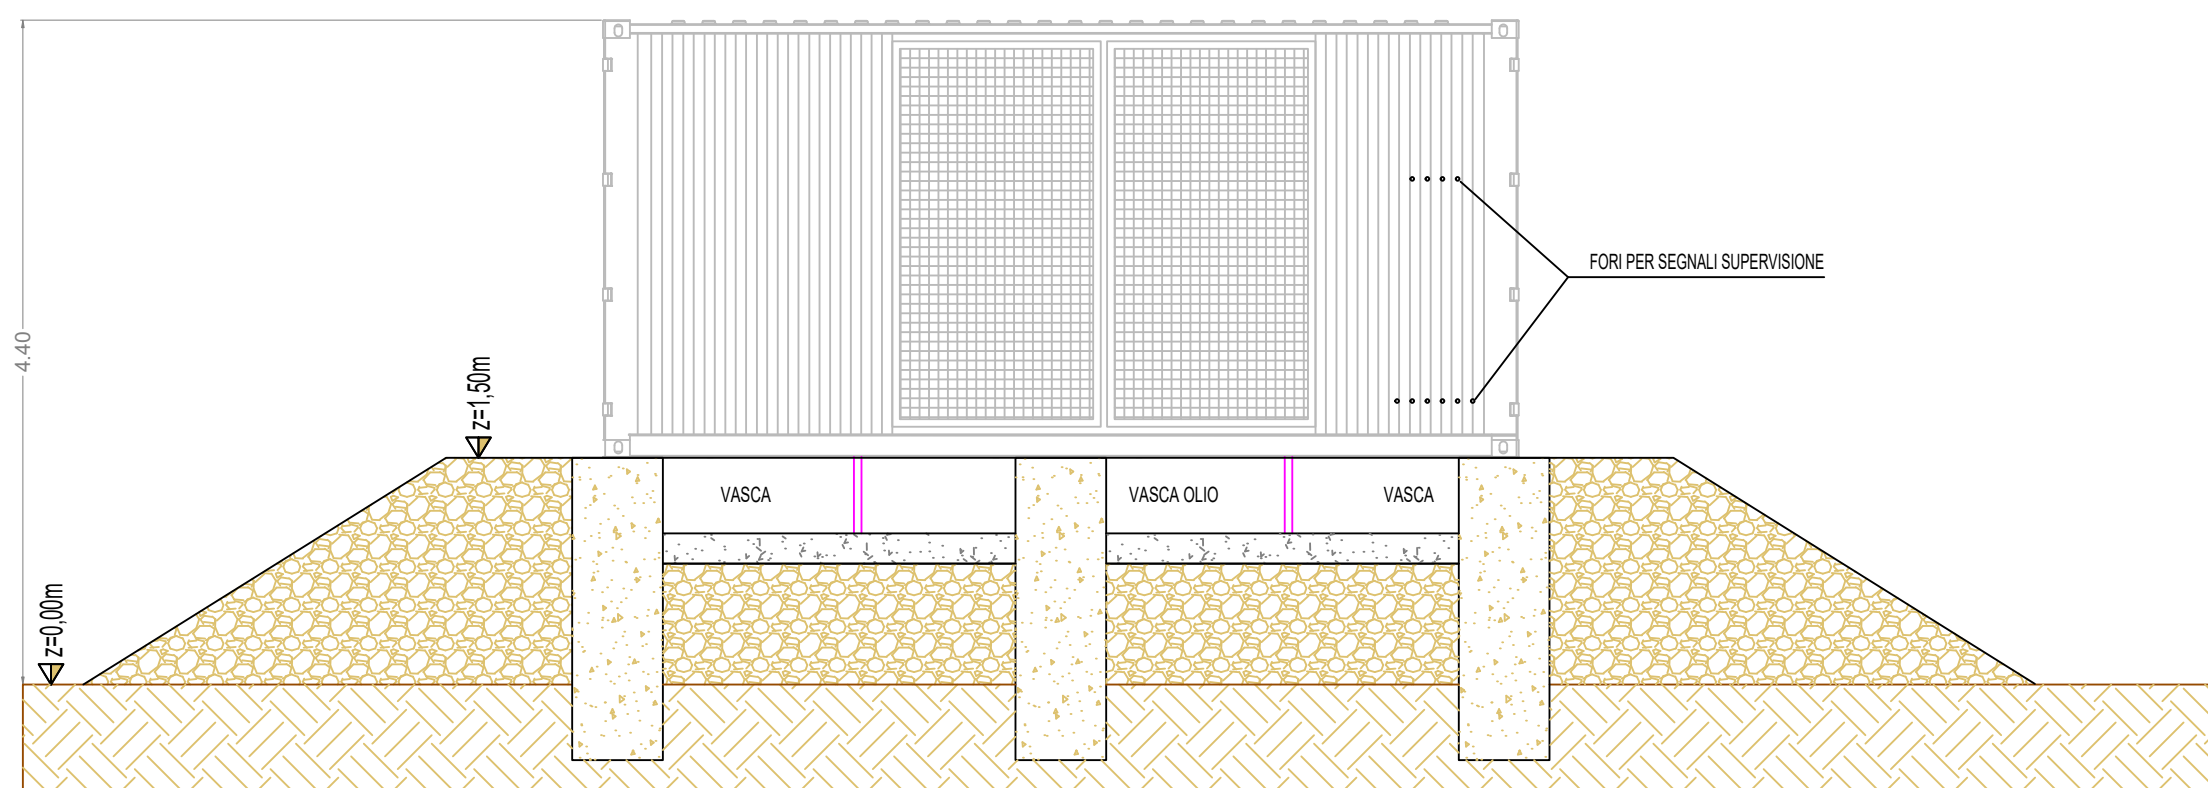 FORI PER SEGNALI SUPERVISIONE
4.40
z=1,50m
VASCA
VASCA OLIO
VASCA
z=0,00m